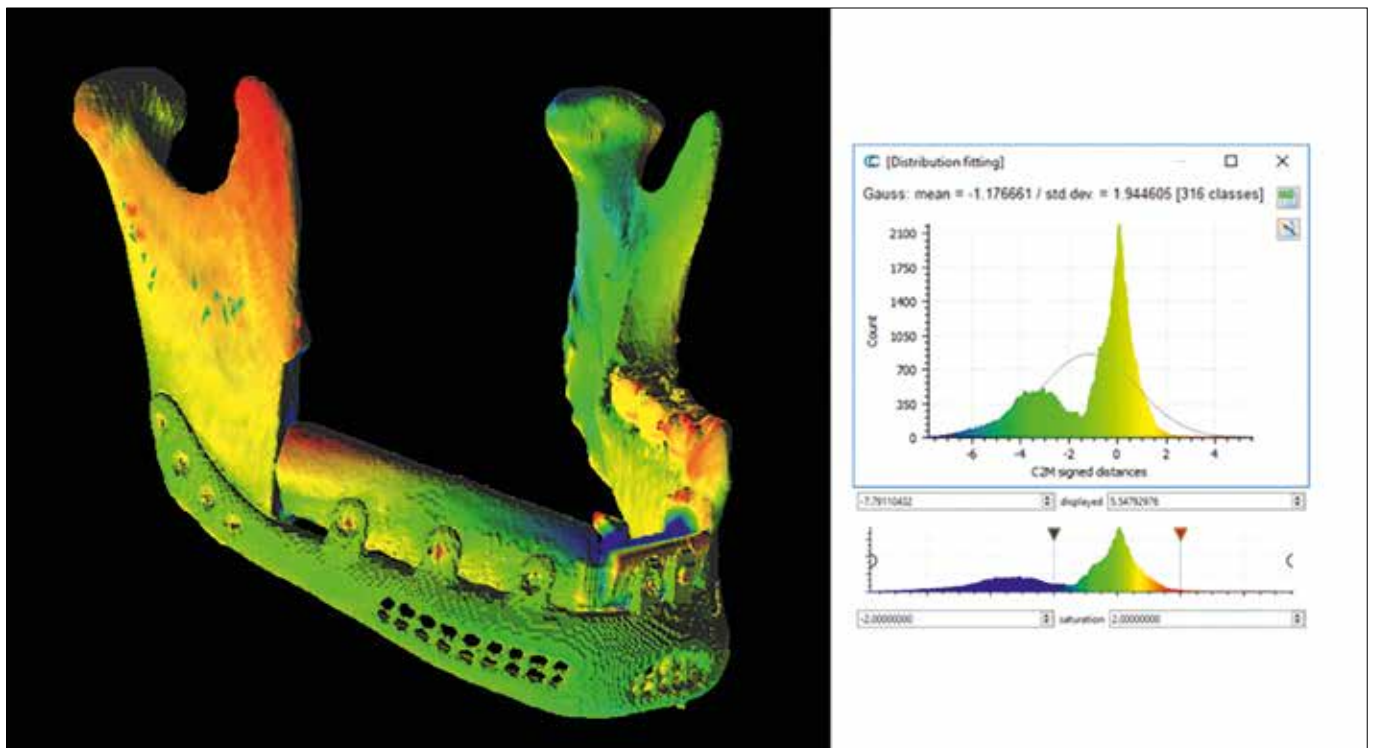 [Distribution fitting]
Gauss: mean = -1.176661 / std.dev. = 1.944605 [316 classes]
2100
1750
1400
1050
700
350
0
Count
-6 -4 -2 0 2 4
C2M signed distances
-7.79110432 displayed 5.54792976
-2.00000000 saturation 2.00000000